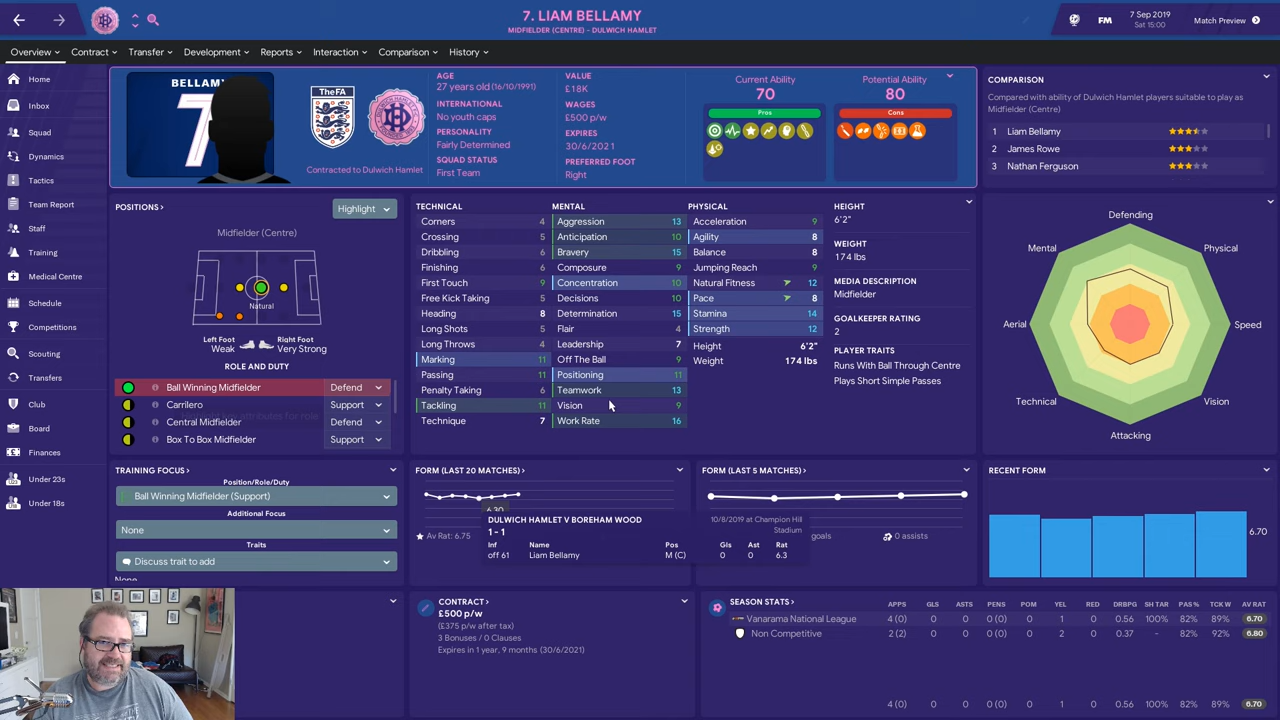 7. LIAM BELLAMY
MIDFIELDER (CENTRE) - DULWICH HAMLET
FM
7 Sep 2019
Sat 15:00
Match Preview
Overview
Contract
Transfer
Development
Reports
Interaction
Comparison
History
Home
Inbox
Squad
Dynamics
Tactics
Team Report
Staff
Training
Medical Centre
Schedule
Competitions
Scouting
Transfers
Club
Board
Finances
Under 23s
Under 18s
BELLAMY
7
TheFA
Contracted to Dulwich Hamlet
AGE
27 years old (16/10/1991)
INTERNATIONAL
No youth caps
PERSONALITY
Fairly Determined
SQUAD STATUS
First Team
VALUE
£18K
WAGES
£500 p/w
EXPIRES
30/6/2021
PREFERRED FOOT
Right
Current Ability
70
Pros
Potential Ability
80
Cons
COMPARISON
Compared with ability of Dulwich Hamlet players suitable to play as
Midfielder (Centre)
1 Liam Bellamy
2 James Rowe
3 Nathan Ferguson
POSITIONS
Highlight
Midfielder (Centre)
Natural
Left Foot
Weak
Right Foot
Very Strong
ROLE AND DUTY
Ball Winning Midfielder Defend
Carrilero Support
Central Midfielder Defend
Box To Box Midfielder Support
TECHNICAL
Corners 4
Crossing 5
Dribbling 6
Finishing 6
First Touch 9
Free Kick Taking 5
Heading 8
Long Shots 5
Long Throws 4
Marking 11
Passing 11
Penalty Taking 6
Tackling 11
Technique 7
MENTAL
Aggression 13
Anticipation 10
Bravery 15
Composure 9
Concentration 10
Decisions 10
Determination 15
Flair 4
Leadership 7
Off The Ball 9
Positioning 11
Teamwork 13
Vision 9
Work Rate 16
PHYSICAL
Acceleration 9
Agility 8
Balance 8
Jumping Reach 9
Natural Fitness 12
Pace 8
Stamina 14
Strength 12
Height 6'2"
Weight 174 lbs
HEIGHT
6'2"
WEIGHT
174 lbs
MEDIA DESCRIPTION
Midfielder
GOALKEEPER RATING
2
PLAYER TRAITS
Runs With Ball Through Centre
Plays Short Simple Passes
Defending
Physical
Speed
Vision
Attacking
Technical
Aerial
Mental
TRAINING FOCUS
Position/Role/Duty
Ball Winning Midfielder (Support)
Additional Focus
None
Traits
Discuss trait to add
None
FORM (LAST 20 MATCHES)
6.30
Av Rat: 6.75
FORM (LAST 5 MATCHES)
goals
0 assists
DULWICH HAMLET V BOREHAM WOOD
1 - 1
10/8/2019 at Champion Hill
Stadium
Inf Name Pos Gls Ast Rat
off 61 Liam Bellamy M (C) 0 0 6.3
RECENT FORM
6.70
CONTRACT
£500 p/w
(£375 p/w after tax)
3 Bonuses / 0 Clauses
Expires in 1 year, 9 months (30/6/2021)
SEASON STATS
APPS GLS ASTS PENS POM YEL RED DRBPG SH TAR PAS % TCK W AV RAT
Vanarama National League 4 (0) 0 0 0 (0) 0 1 0 0.56 100% 82% 89% 6.70
Non Competitive 2 (2) 0 0 0 (0) 0 2 0 0.37 - 82% 92% 6.80
4 (0) 0 0 0 (0) 0 1 0 0.56 100% 82% 89% 6.70